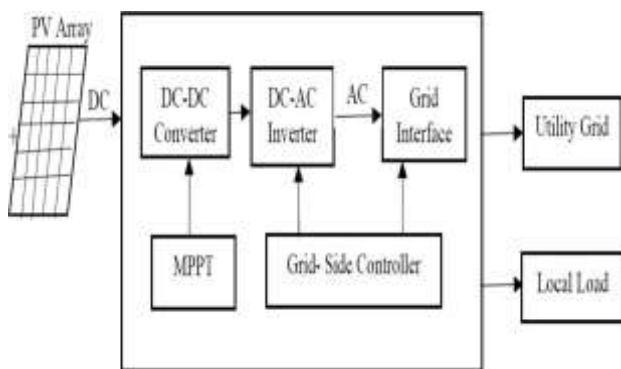 PV Array
DC
DC-DC
Converter
DC-AC
Inverter
AC
Grid
Interface
Utility Grid
MPPT
Grid- Side Controller
Local Load